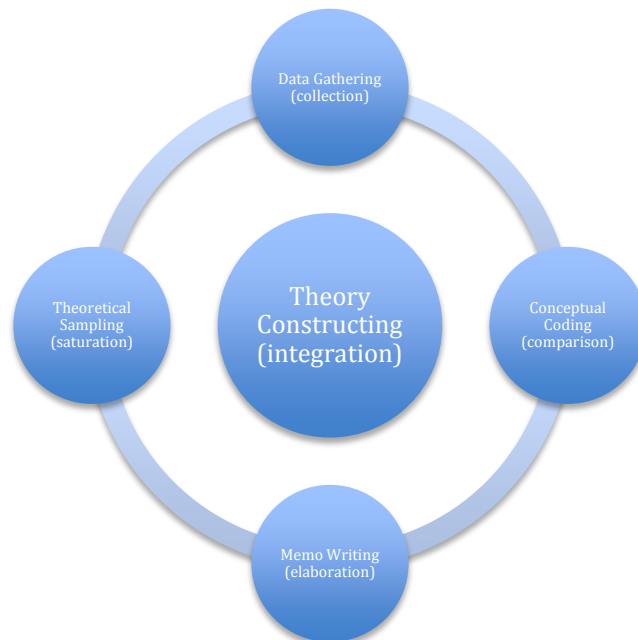 Data Gathering
(collection)
Theoretical
Sampling
(saturation)
Theory
Constructing
(integration)
Conceptual
Coding
(comparison)
Memo Writing
(elaboration)